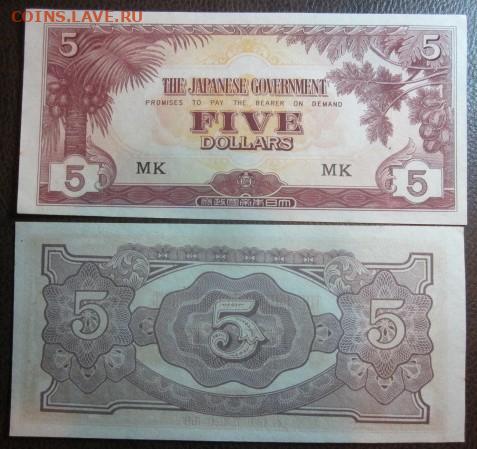 COINS.LAVE.RU
5 5
THE JAPANESE GOVERNMENT
PROMISES TO PAY THE BEARER ON DEMAND
FIVE
DOLLARS
MK MK
5 5
府政國帝本日大
5 5 5